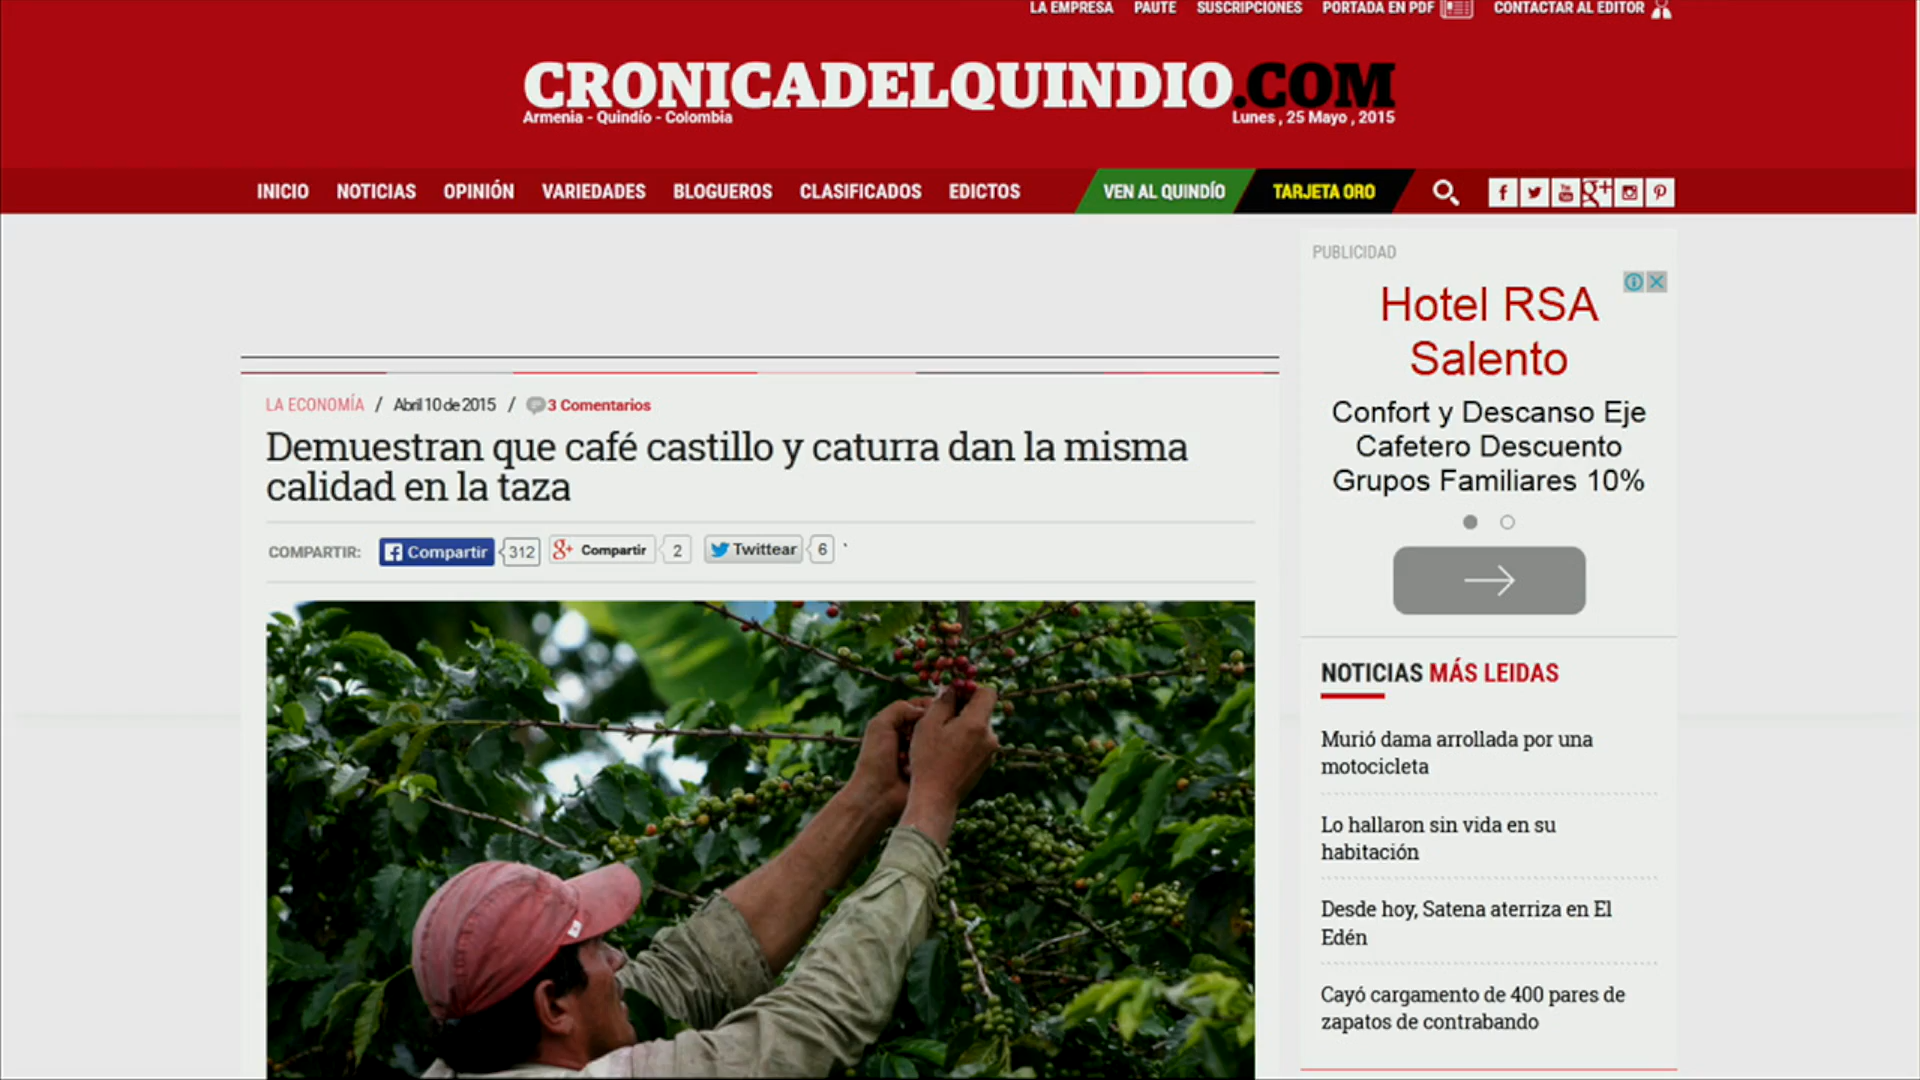 LA EMPRESA PAUTE SUSCRIPCIONES PORTADA EN PDF CONTACTAR AL EDITOR
CRONICADELQUINDIO.COM
Armenia - Quindío - Colombia Lunes , 25 Mayo , 2015
INICIO NOTICIAS OPINIÓN VARIEDADES BLOGUEROS CLASIFICADOS EDICTOS VEN AL QUINDÍO TARJETA ORO
LA ECONOMÍA / Abril 10 de 2015 / 3 Comentarios
Demuestran que café castillo y caturra dan la misma
calidad en la taza
COMPARTIR: Compartir 312 Compartir 2 Twittear 6
PUBLICIDAD
Hotel RSA
Salento
Confort y Descanso Eje
Cafetero Descuento
Grupos Familiares 10%
NOTICIAS MÁS LEIDAS
Murió dama arrollada por una
motocicleta
Lo hallaron sin vida en su
habitación
Desde hoy, Satena aterriza en El
Edén
Cayó cargamento de 400 pares de
zapatos de contrabando